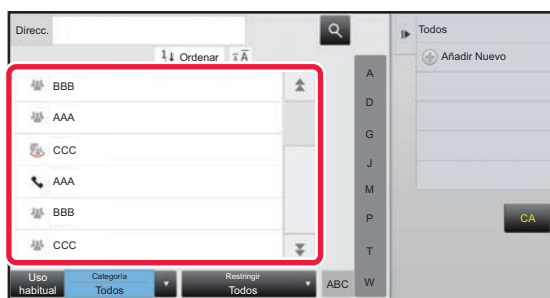 Direcc.
Todos
Ordenar
Añadir Nuevo
BBB
AAA
CCC
AAA
BBB
CCC
A
D
G
J
M
P
T
W
CA
Uso habitual
Categoría
Todos
Restringir
Todos
ABC